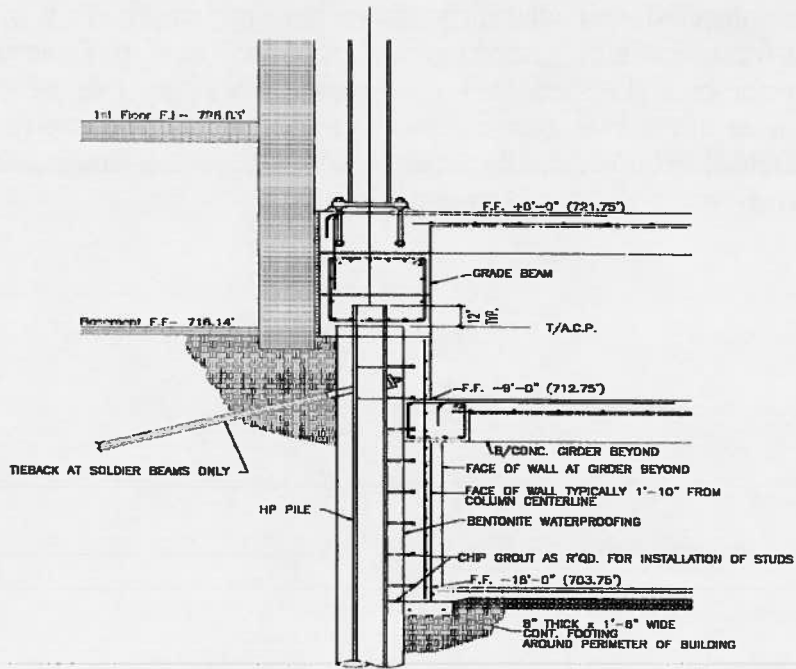 1st Floor F.F.- 726.03'
F.F. +0'-0" (721.75')
GRADE BEAM
12" TYP.
Basement F.F- 716.14'
T/A.C.P.
F.F. -9'-0" (712.75')
B/CONC. GIRDER BEYOND
TIEBACK AT SOLDIER BEAMS ONLY
FACE OF WALL AT GIRDER BEYOND
FACE OF WALL TYPICALLY 1'-10" FROM
COLUMN CENTERLINE
HP PILE
BENTONITE WATERPROOFING
CHIP GROUT AS R'QD. FOR INSTALLATION OF STUDS
F.F. -18'-0" (703.75')
8" THICK x 1'-6" WIDE
CONT. FOOTING
AROUND PERIMETER OF BUILDING